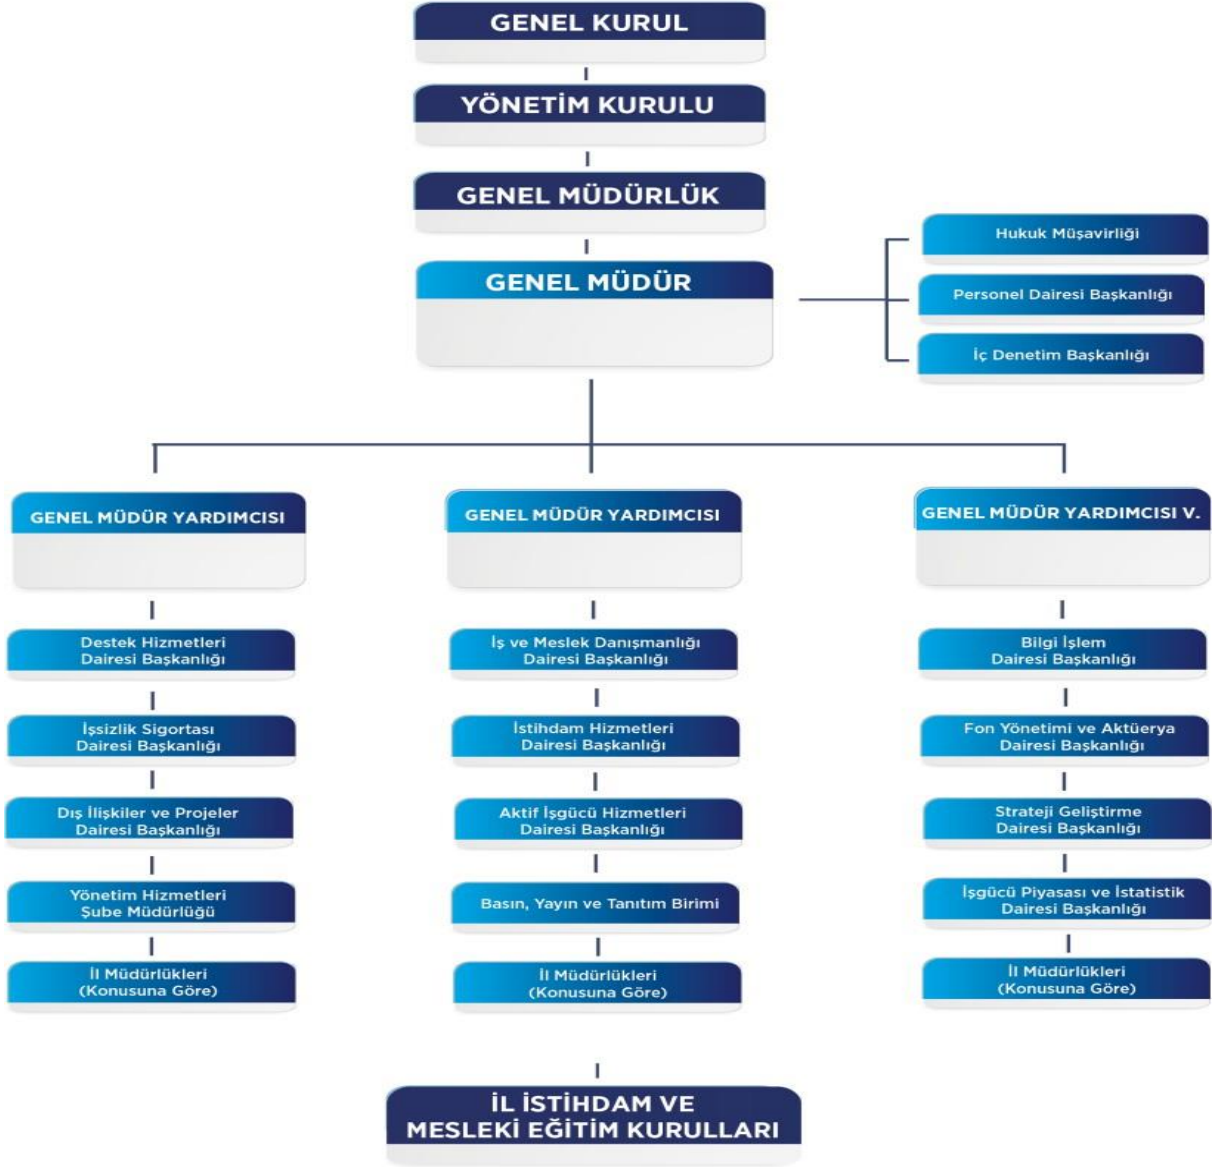 GENEL KURUL
YÖNETİM KURULU
GENEL MÜDÜRLÜK
GENEL MÜDÜR
Hukuk Müşavirliği
Personel Dairesi Başkanlığı
İç Denetim Başkanlığı
GENEL MÜDÜR YARDIMCISI
Destek Hizmetleri
Dairesi Başkanlığı
İşsizlik Sigortası
Dairesi Başkanlığı
Dış İlişkiler ve Projeler
Dairesi Başkanlığı
Yönetim Hizmetleri
Şube Müdürlüğü
İl Müdürlükleri
(Konusuna Göre)
GENEL MÜDÜR YARDIMCISI
İş ve Meslek Danışmanlığı
Dairesi Başkanlığı
İstihdam Hizmetleri
Dairesi Başkanlığı
Aktif İşgücü Hizmetleri
Dairesi Başkanlığı
Basın, Yayın ve Tanıtım Birimi
İl Müdürlükleri
(Konusuna Göre)
GENEL MÜDÜR YARDIMCISI V.
Bilgi İşlem
Dairesi Başkanlığı
Fon Yönetimi ve Aktüerya
Dairesi Başkanlığı
Strateji Geliştirme
Dairesi Başkanlığı
İşgücü Piyasası ve İstatistik
Dairesi Başkanlığı
İl Müdürlükleri
(Konusuna Göre)
İL İSTİHDAM VE
MESLEKİ EĞİTİM KURULLARI